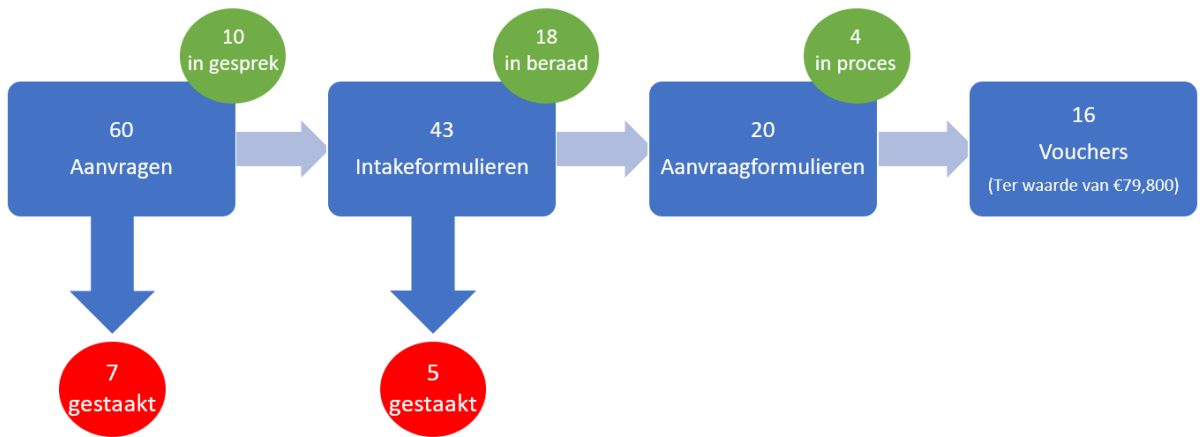 10
in gesprek
18
in beraad
4
in proces
60
Aanvragen
43
Intakeformulieren
20
Aanvraagformulieren
16
Vouchers
(Ter waarde van €79,800)
7
gestaakt
5
gestaakt